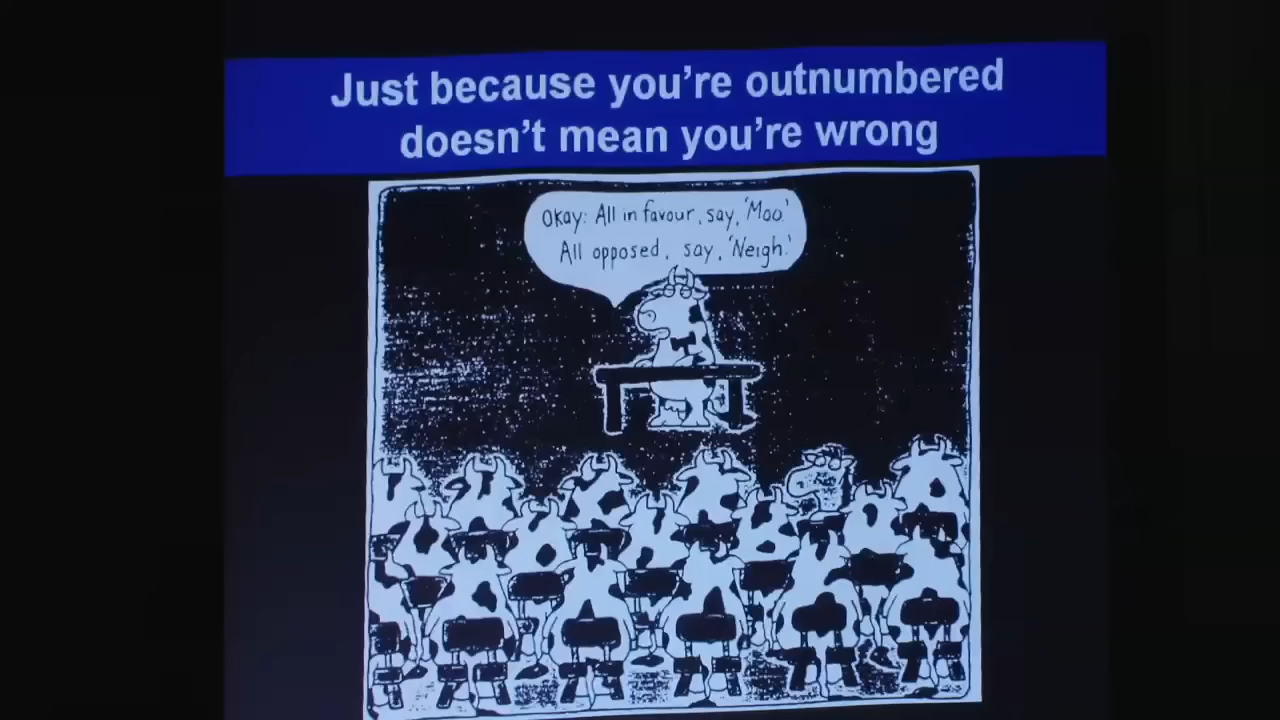 Just because you’re outnumbered
doesn’t mean you’re wrong
Okay: All in favour, say, 'Moo.'
All opposed, say, 'Neigh.'